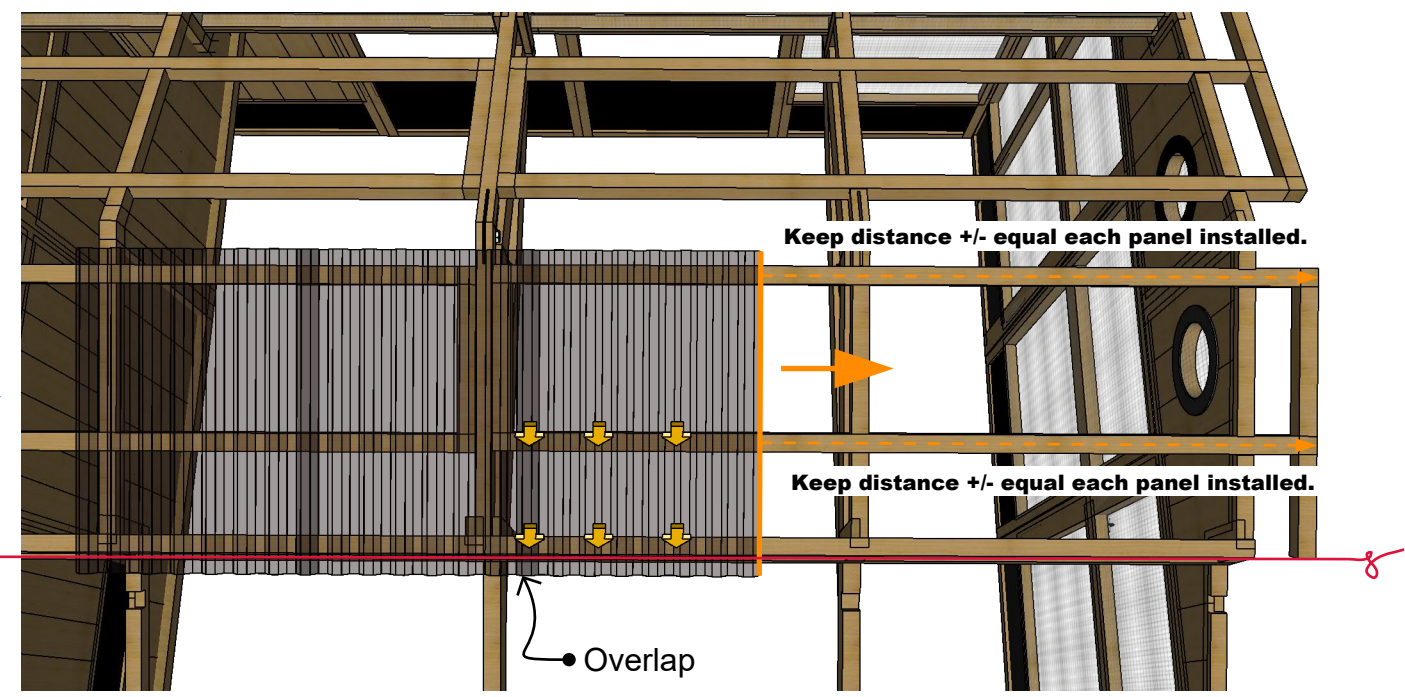 Keep distance +/- equal each panel installed.
Keep distance +/- equal each panel installed.
Overlap